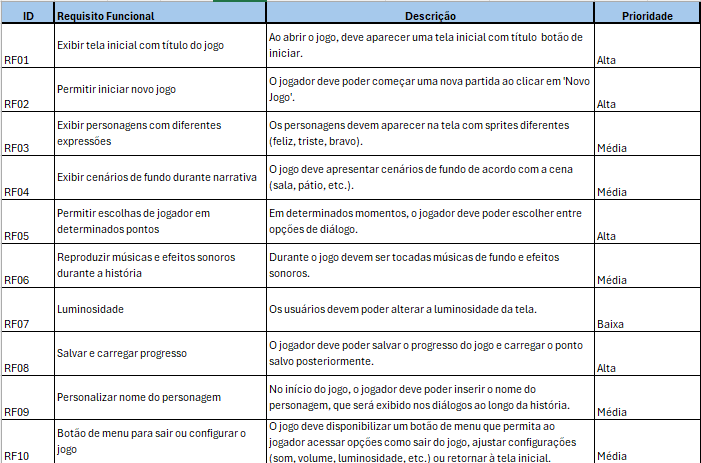 ID Requisito Funcional Descrição Prioridade
RF01 Exibir tela inicial com título do jogo Ao abrir o jogo, deve aparecer uma tela inicial com título botão de
iniciar. Alta
RF02 Permitir iniciar novo jogo O jogador deve poder começar uma nova partida ao clicar em 'Novo
Jogo'. Alta
RF03 Exibir personagens com diferentes
expressões Os personagens devem aparecer na tela com sprites diferentes
(feliz, triste, bravo). Média
RF04 Exibir cenários de fundo durante narrativa O jogo deve apresentar cenários de fundo de acordo com a cena
(sala, pátio, etc.). Média
RF05 Permitir escolhas de jogador em
determinados pontos Em determinados momentos, o jogador deve poder escolher entre
opções de diálogo. Alta
RF06 Reproduzir músicas e efeitos sonoros
durante a história Durante o jogo devem ser tocadas músicas de fundo e efeitos
sonoros. Média
RF07 Luminosidade Os usuários devem poder alterar a luminosidade da tela. Baixa
RF08 Salvar e carregar progresso O jogador deve poder salvar o progresso do jogo e carregar o ponto
salvo posteriormente. Alta
RF09 Personalizar nome do personagem No início do jogo, o jogador deve poder inserir o nome do
personagem, que será exibido nos diálogos ao longo da história. Média
RF10 Botão de menu para sair ou configurar o
jogo O jogo deve disponibilizar um botão de menu que permita ao
jogador acessar opções como sair do jogo, ajustar configurações
(som, volume, luminosidade, etc.) ou retornar à tela inicial. Média